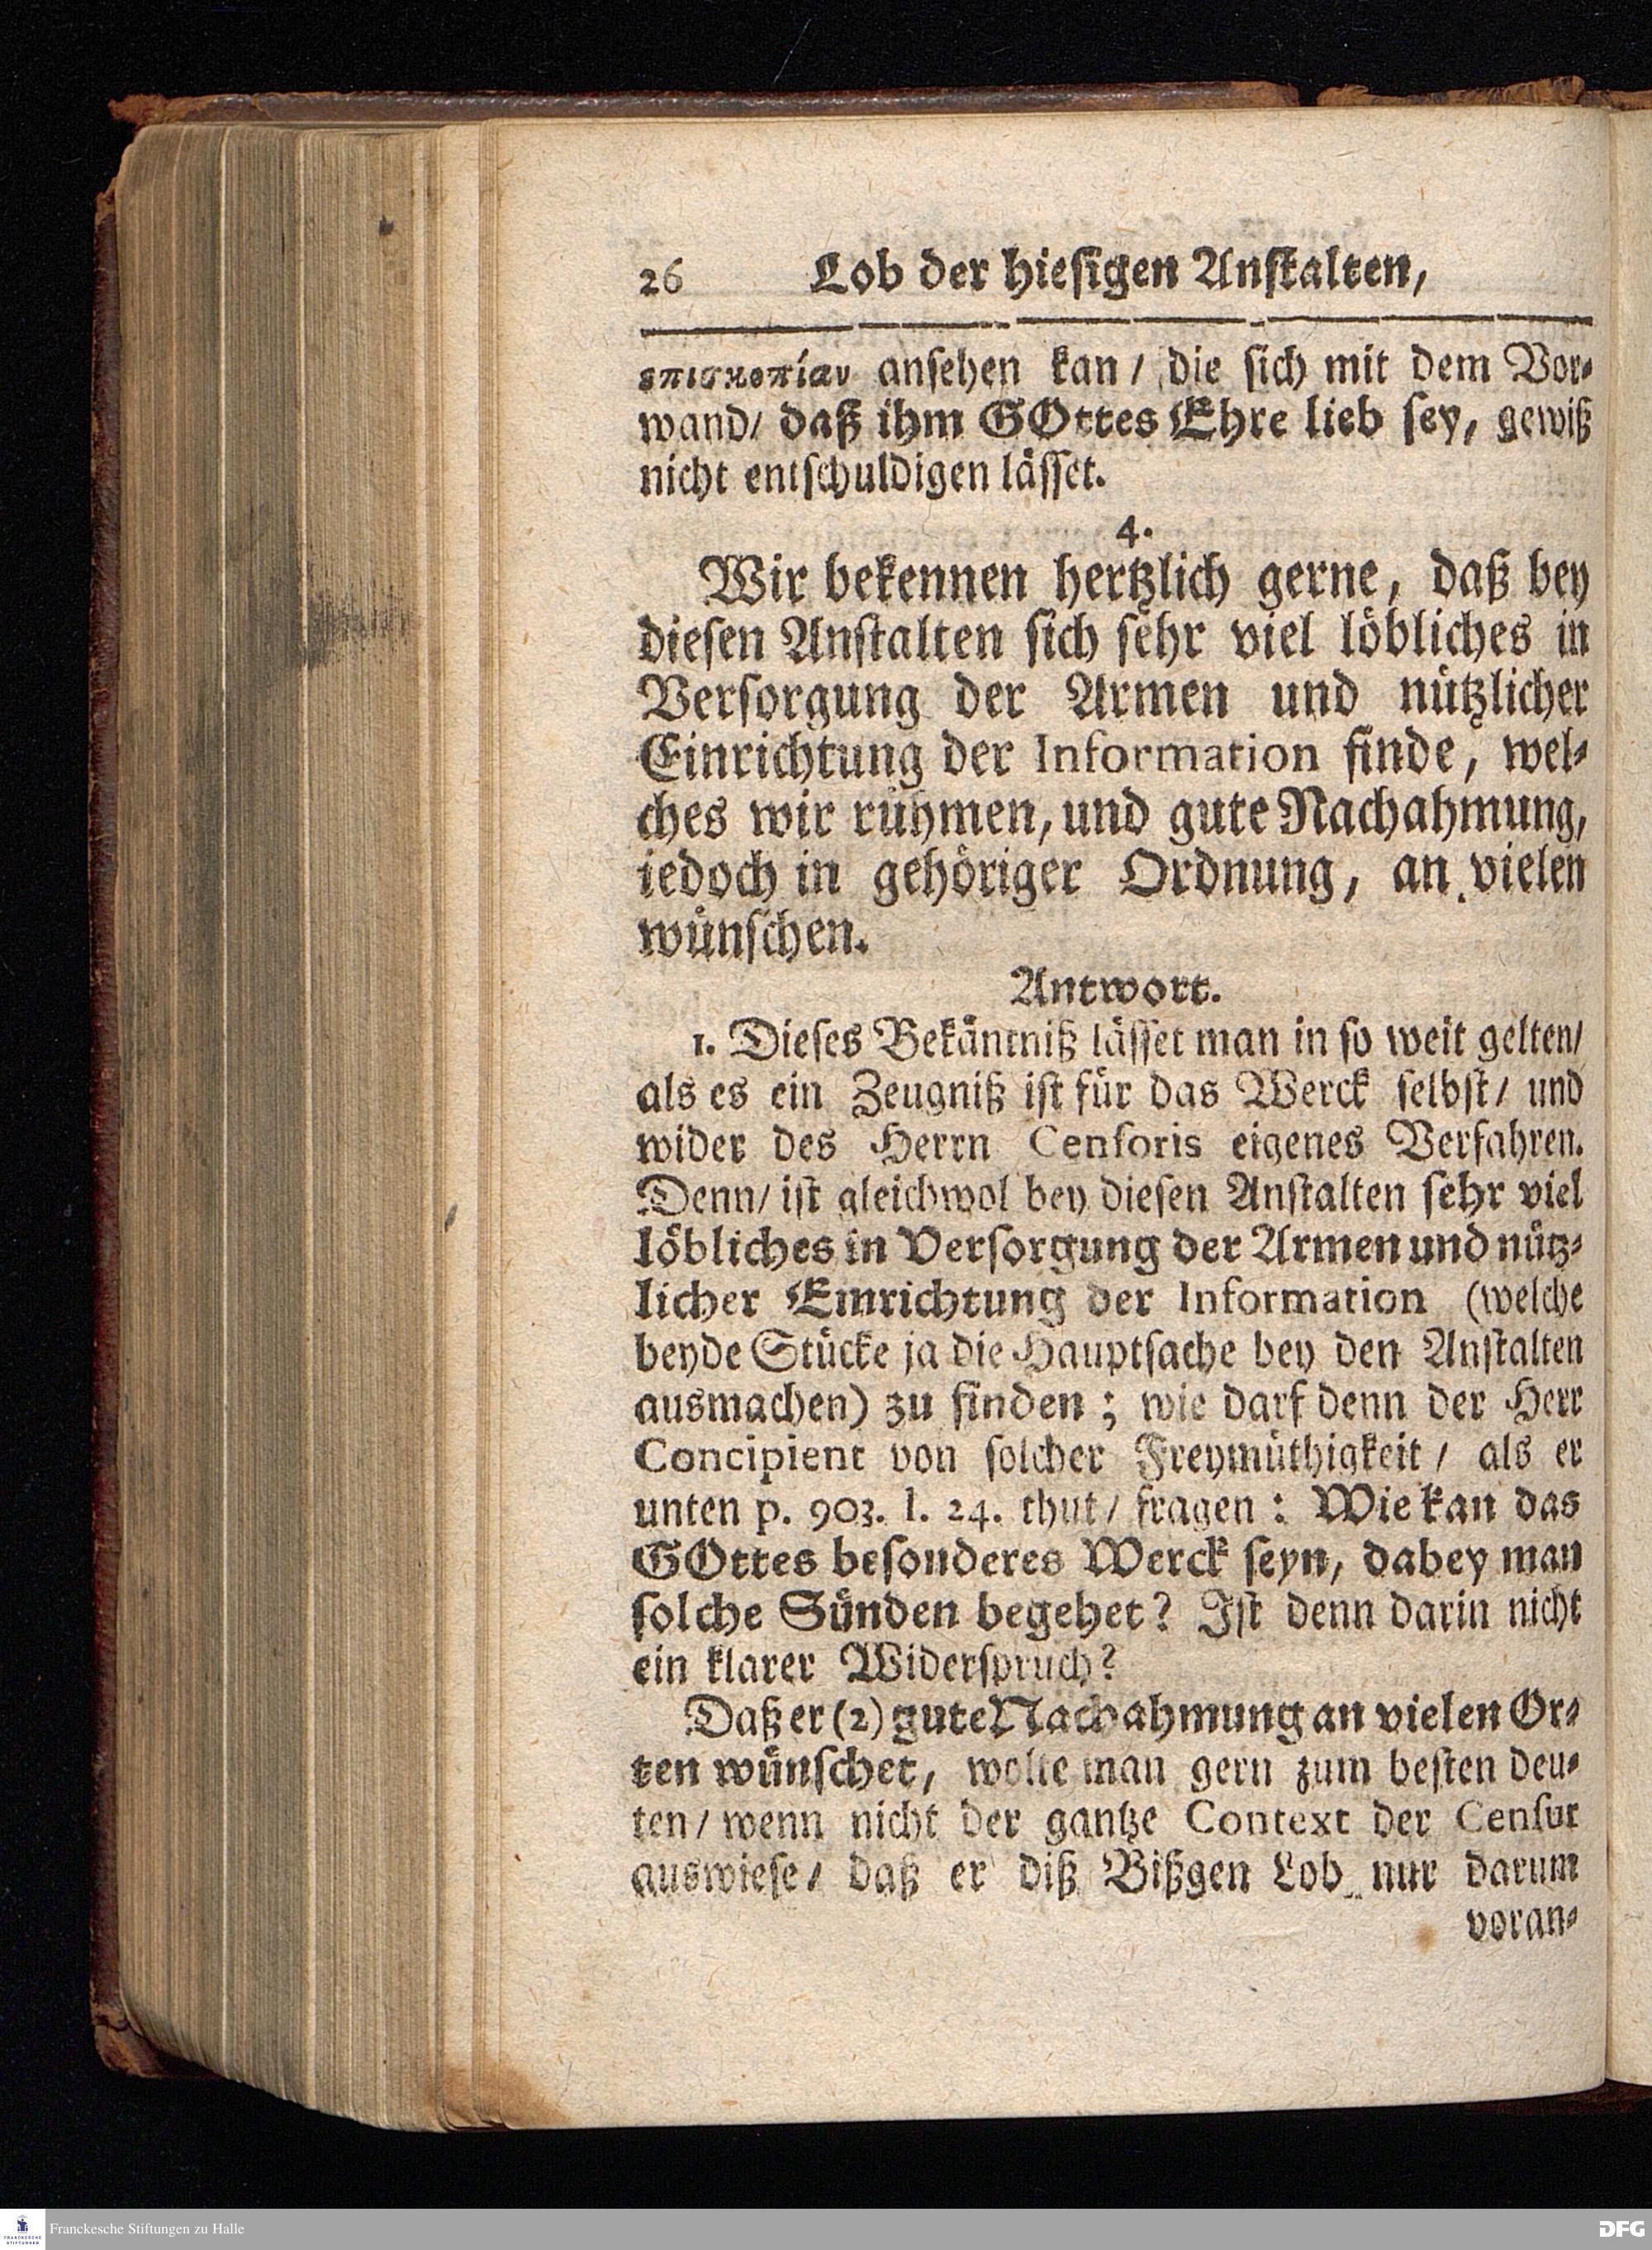 26 Lob der hiesigen Anstalten,
επισκοπίαν ansehen kan / die sich mit dem Vor⸗
wand/ daß ihm GOttes Ehre lieb sey, gewiß
nicht entschuldigen lässet.
4.
Wir bekennen hertzlich gerne, daß bey
diesen Anstalten sich sehr viel löbliches in
Versorgung der Armen und nützlicher
Einrichtung der Information finde, wel⸗
ches wir rühmen, und gute Nachahmung,
iedoch in gehöriger Ordnung, an vielen
wünschen.
Antwort.
1. Dieses Bekäntniß lässet man in so weit gelten/
als es ein Zeugniß ist für das Werck selbst/ und
wider des Herrn Censoris eigenes Verfahren.
Denn/ ist gleichwol bey diesen Anstalten sehr viel
löbliches in Versorgung der Armen und nütz⸗
licher Einrichtung der Information (welche
beyde Stücke ja die Hauptsache bey den Anstalten
ausmachen) zu finden; wie darf denn der Herr
Concipient von solcher Freymüthigkeit / als er
unten p. 903. l. 24. thut/ fragen: Wie kan das
GOttes besonderes Werck seyn, dabey man
solche Sünden begehet? Ist denn darin nicht
ein klarer Widerspruch?
Daß er (2) gute Nachahmung an vielen Or⸗
ten wünschet, wolte man gern zum besten deu⸗
ten/ wenn nicht der gantze Context der Censur
auswiese/ daß er diß Bißgen Lob nur darum
voran⸗
Franckesche Stiftungen zu Halle
DFG